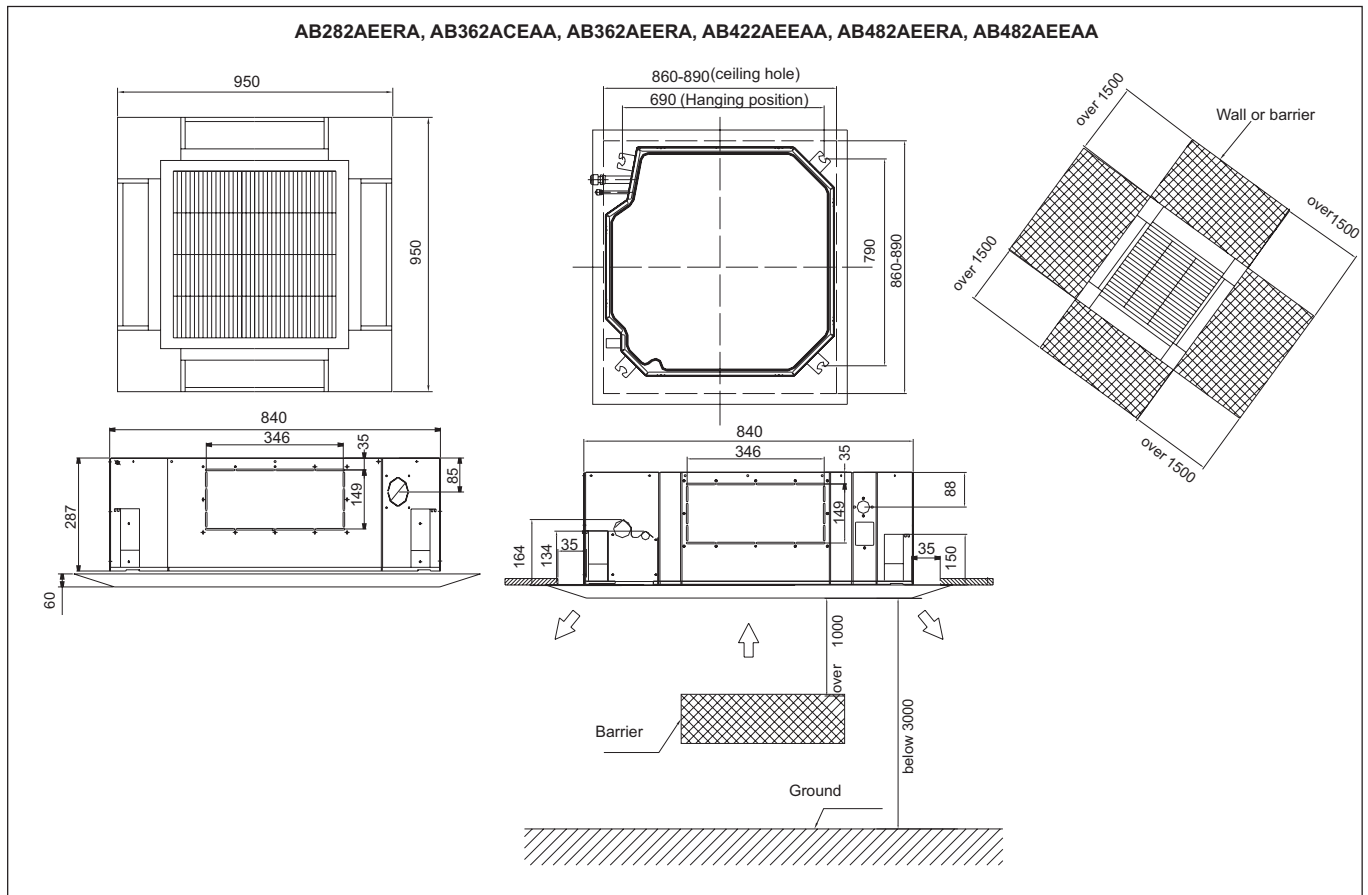 AB282AEERA, AB362ACEAA, AB362AEERA, AB422AEEAA, AB482AEERA, AB482AEEAA
950
950
860-890(ceiling hole)
690 (Hanging position)
790
860-890
over 1500
Wall or barrier
over1500
over 1500
over 1500
840
346
35
85
149
287
60
840
346
35
88
149
164
134
35
35
150
over 1000
Barrier
below 3000
Ground